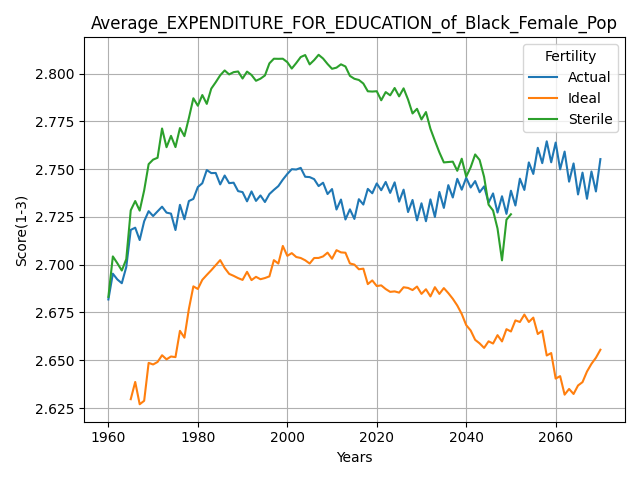 Average_EXPENDITURE_FOR_EDUCATION_of_Black_Female_Pop
Fertility
Actual
Ideal
Sterile
Score(1-3)
2.800
2.775
2.750
2.725
2.700
2.675
2.650
2.625
1960 1980 2000 2020 2040 2060
Years